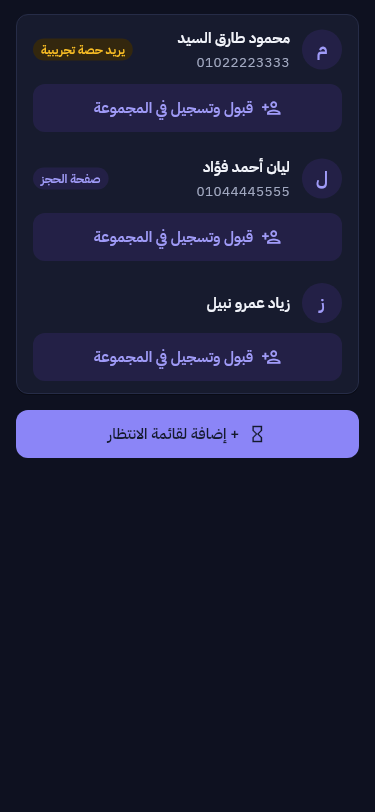 م
محمود طارق السيد
يريد حصة تجريبية
01022223333
قبول وتسجيل في المجموعة
ل
ليان أحمد فؤاد
صفحة الحجز
01044445555
قبول وتسجيل في المجموعة
ز
زياد عمرو نبيل
قبول وتسجيل في المجموعة
+ إضافة لقائمة الانتظار